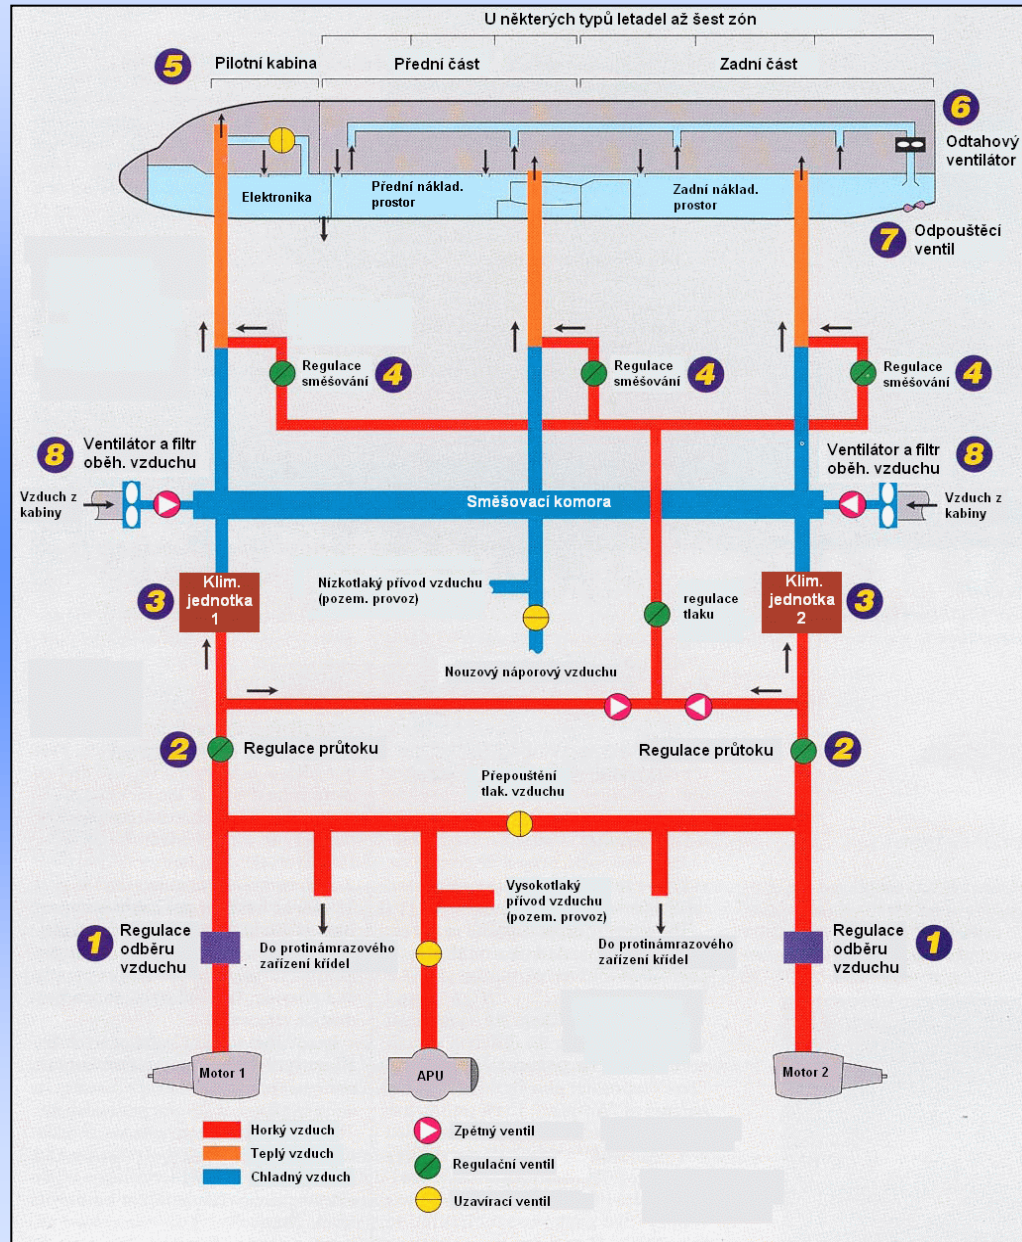 U některých typů letadel až šest zón
5
Pilotní kabina
Přední část
Zadní část
6
Odtahový
ventilátor
Elektronika
Přední náklad.
prostor
Zadní nákl.
prostor
7
Odpouštěcí
ventil
Regulace
směšování
4
Regulace
směšování
4
Regulace
směšování
4
8
Ventilátor a filtr
oběh. vzduchu
Vzduch z
kabiny
Směšovací komora
Ventilátor a filtr
oběh. vzduchu
8
Vzduch z
kabiny
3
Klim.
jednotka
1
Nízkotlaký přívod vzduchu
(pozem. provoz)
Nouzový náporový vzduchu
regulace
tlaku
Klim.
jednotka
2
3
2
Regulace průtoku
Regulace průtoku
2
Přepouštění
tlak. vzduchu
Vysokotlaký
přívod vzduchu
(pozem. provoz)
1
Regulace
odběru
vzduchu
Do protinámrazového
zařízení křídel
Do protinámrazového
zařízení křídel
Regulace
odběru
vzduchu
1
Motor 1
APU
Motor 2
Horký vzduch
Teplý vzduch
Chladný vzduch
Zpětný ventil
Regulační ventil
Uzavírací ventil